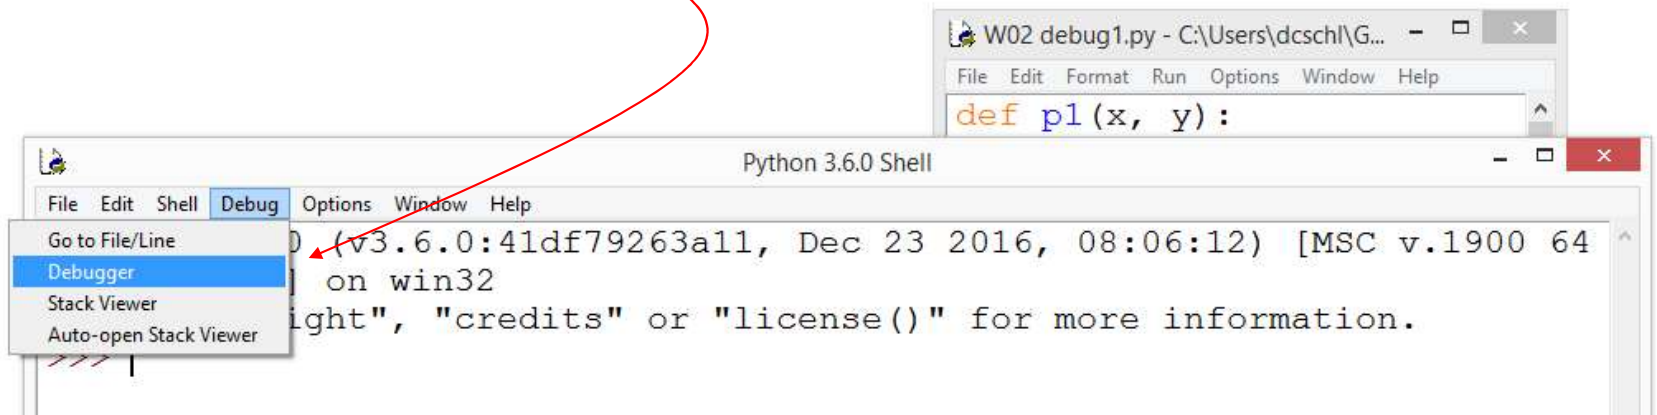 W02 debug1.py - C:\Users\dcschl\G...
File Edit Format Run Options Window Help
def p1(x, y):
Python 3.6.0 Shell
File Edit Shell Debug Options Window Help
Go to File/Line
Debugger
Stack Viewer
Auto-open Stack Viewer
0 (v3.6.0:41df79263a11, Dec 23 2016, 08:06:12) [MSC v.1900 64
] on win32
ight", "credits" or "license()" for more information.
>>>